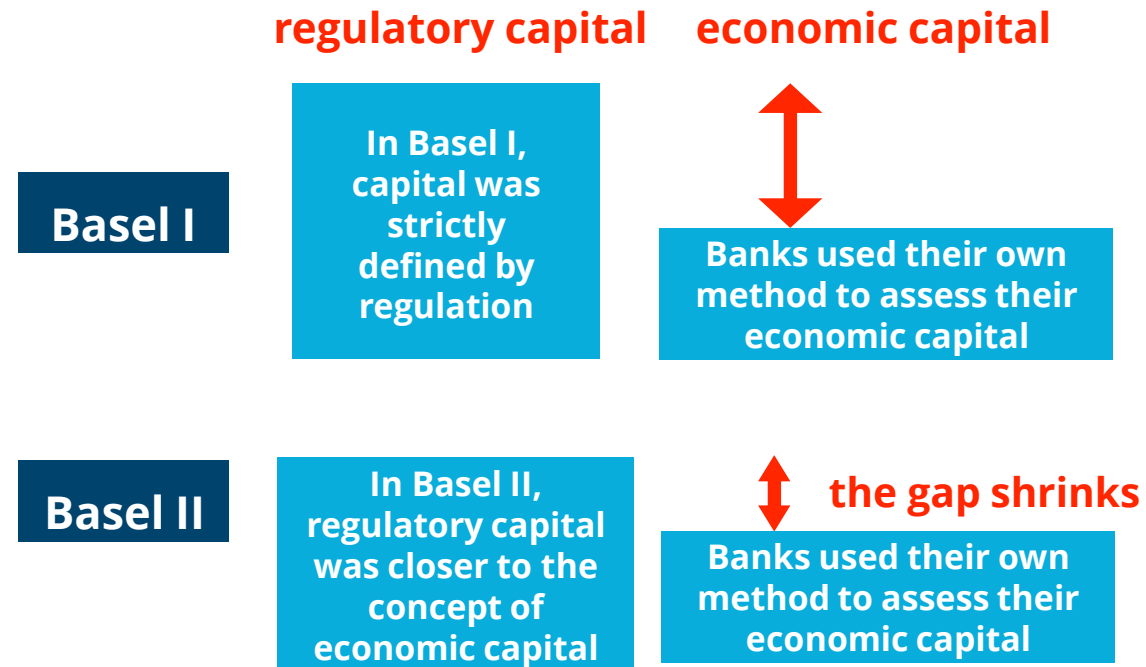 regulatory capital economic capital
Basel I
In Basel I,
capital was
strictly
defined by
regulation
Banks used their own
method to assess their
economic capital
Basel II
In Basel II,
regulatory capital
was closer to the
concept of
economic capital
the gap shrinks
Banks used their own
method to assess their
economic capital